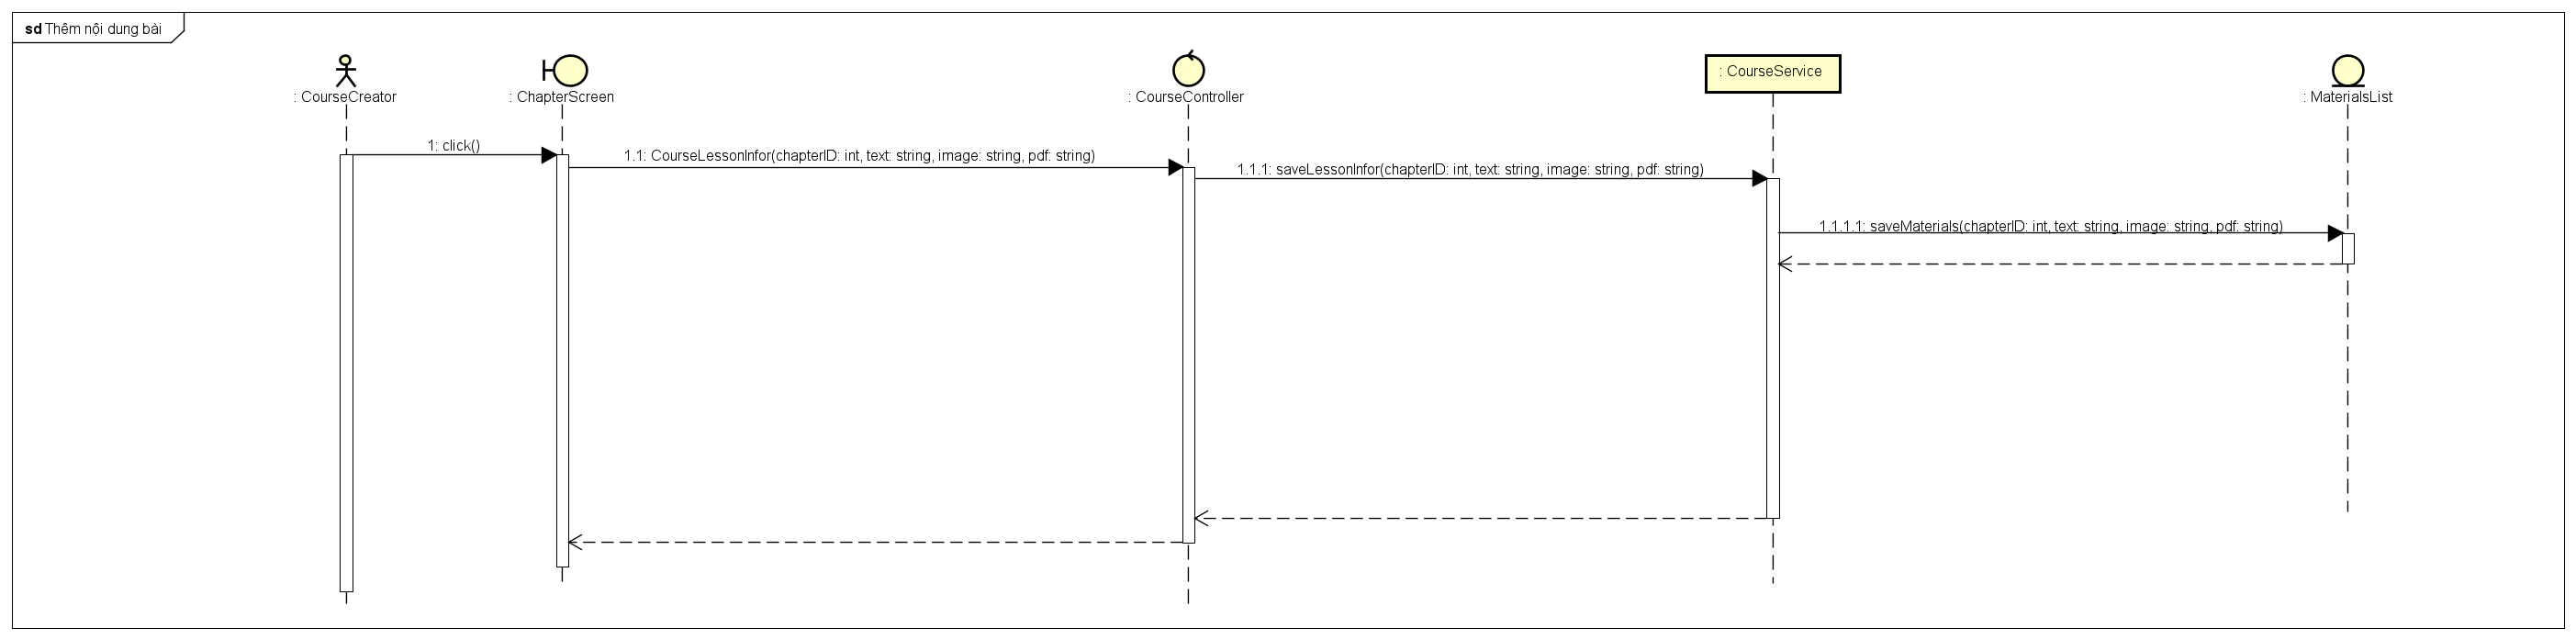 sd Thêm nội dung bài
: CourseCreator
: ChapterScreen
: CourseController
: CourseService
: MaterialsList
1: click()
1.1: CourseLessonInfor(chapterID: int, text: string, image: string, pdf: string)
1.1.1: saveLessonInfor(chapterID: int, text: string, image: string, pdf: string)
1.1.1.1: saveMaterials(chapterID: int, text: string, image: string, pdf: string)